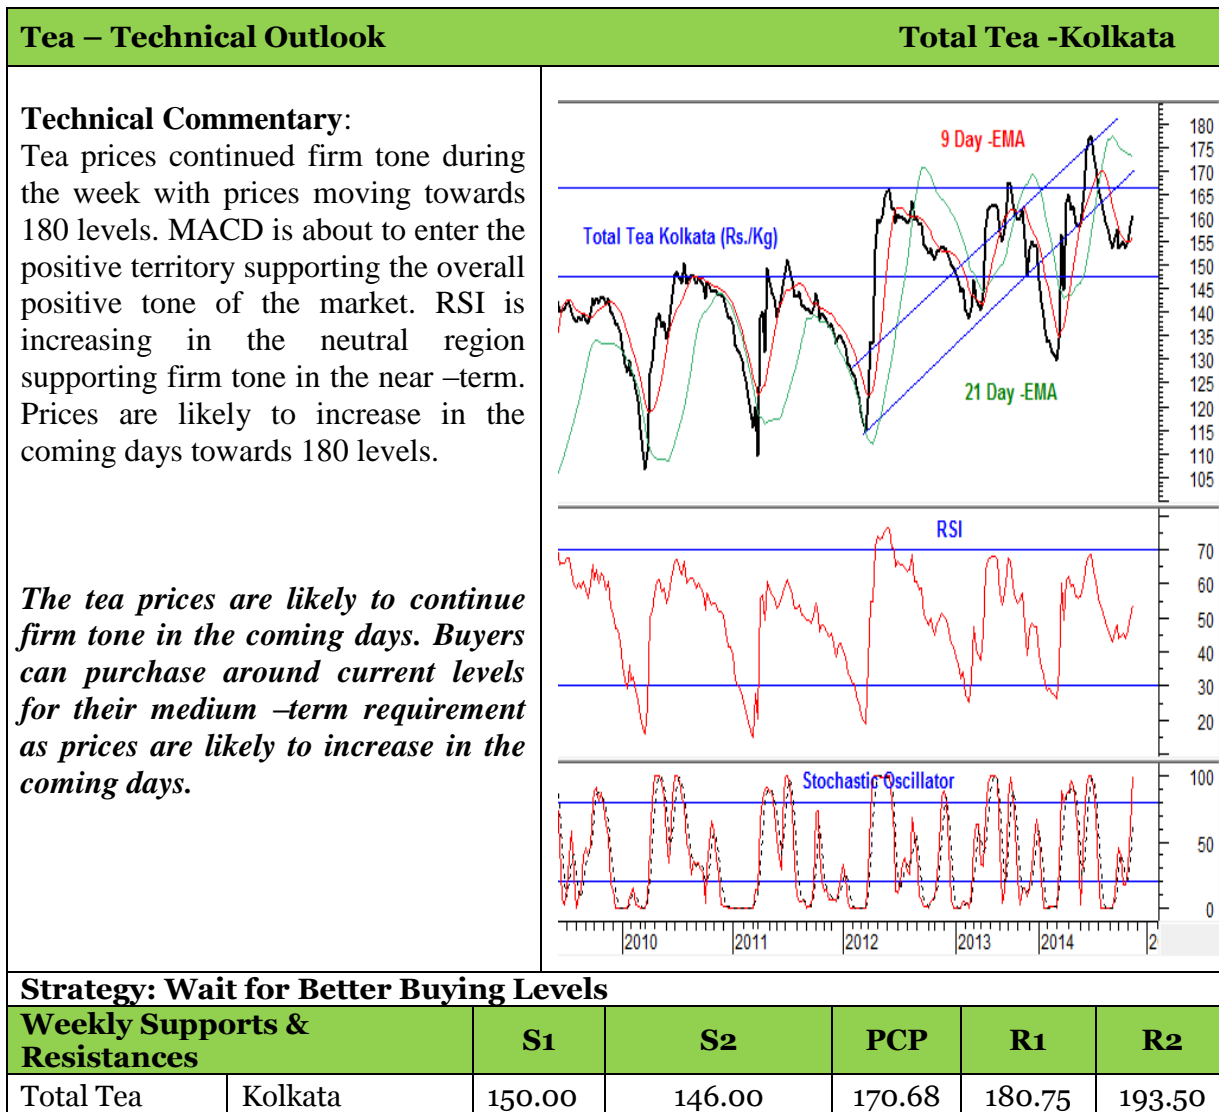 Tea – Technical Outlook Total Tea -Kolkata
Technical Commentary:
Tea prices continued firm tone during
the week with prices moving towards
180 levels. MACD is about to enter the
positive territory supporting the overall
positive tone of the market. RSI is
increasing in the neutral region
supporting firm tone in the near –term.
Prices are likely to increase in the
coming days towards 180 levels.
The tea prices are likely to continue
firm tone in the coming days. Buyers
can purchase around current levels
for their medium –term requirement
as prices are likely to increase in the
coming days.
9 Day -EMA
Total Tea Kolkata (Rs./Kg)
21 Day -EMA
180
175
170
165
160
155
150
145
140
135
130
125
120
115
110
105
RSI
70
60
50
40
30
20
Stochastic Oscillator
100
50
0
2010 2011 2012 2013 2014 2
Strategy: Wait for Better Buying Levels
Weekly Supports & Resistances S1 S2 PCP R1 R2
Total Tea Kolkata 150.00 146.00 170.68 180.75 193.50